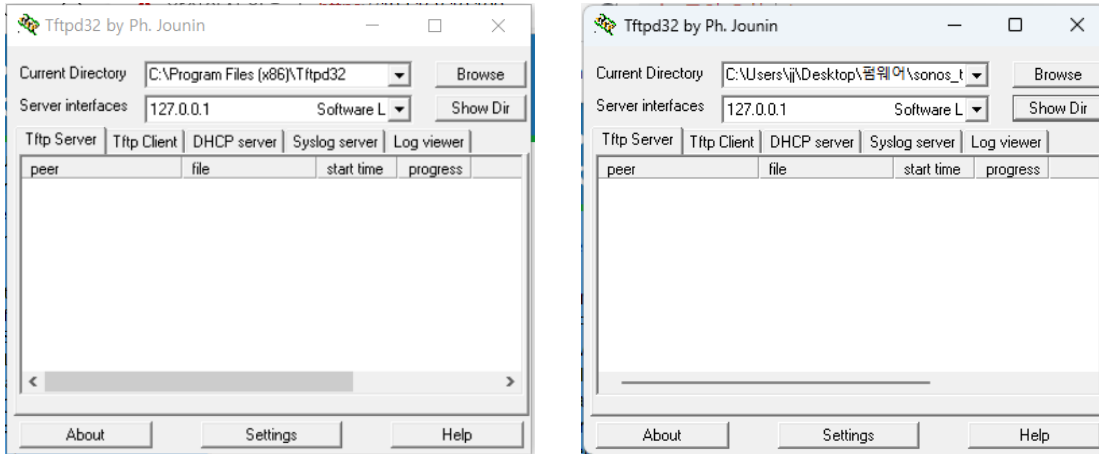 Tftpd32 by Ph. Jounin
Current Directory C:\Program Files (x86)\Tftpd32 Browse
Server interfaces 127.0.0.1 Software L Show Dir
Tftp Server Tftp Client DHCP server Syslog server Log viewer
peer file start time progress
About Settings Help
Tftpd32 by Ph. Jounin
Current Directory C:\Users\jj\Desktop\펌웨어\sonos_t Browse
Server interfaces 127.0.0.1 Software L Show Dir
Tftp Server Tftp Client DHCP server Syslog server Log viewer
peer file start time progress
About Settings Help